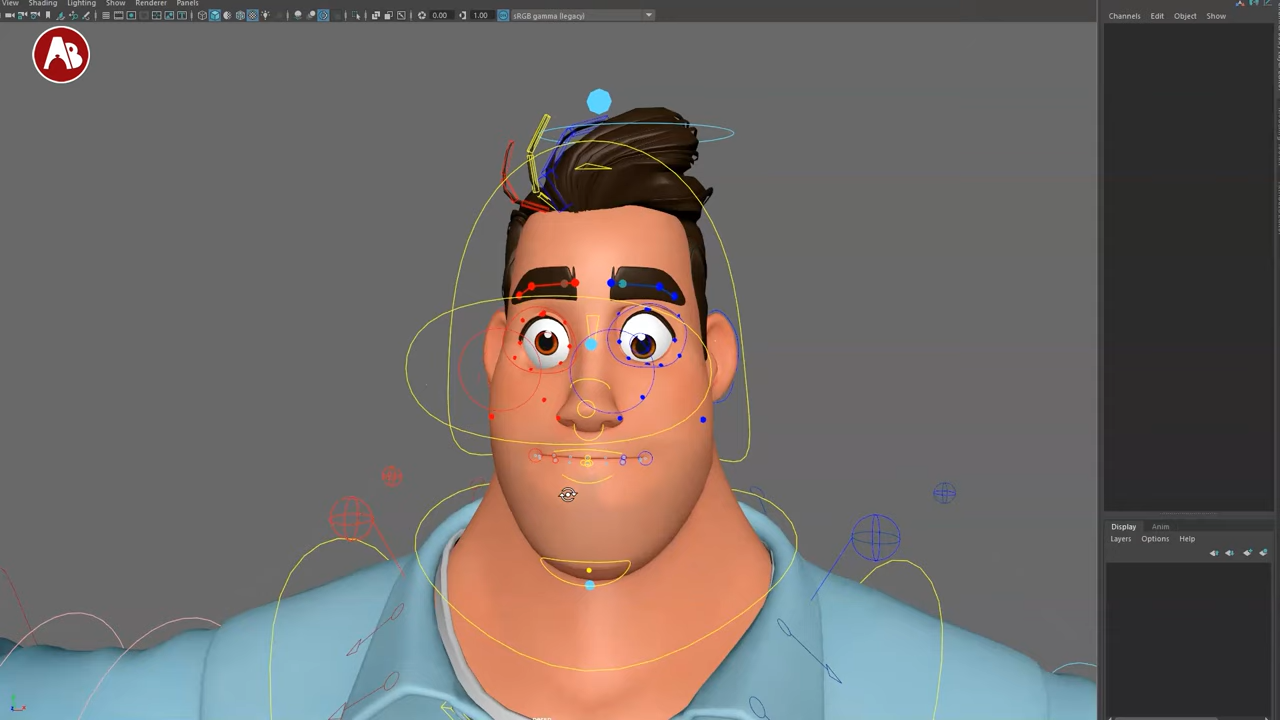 View Shading Lighting Show Renderer Panels
0.00 1.00 sRGB gamma (legacy)
Channels Edit Object Show
AB
Display Anim
Layers Options Help